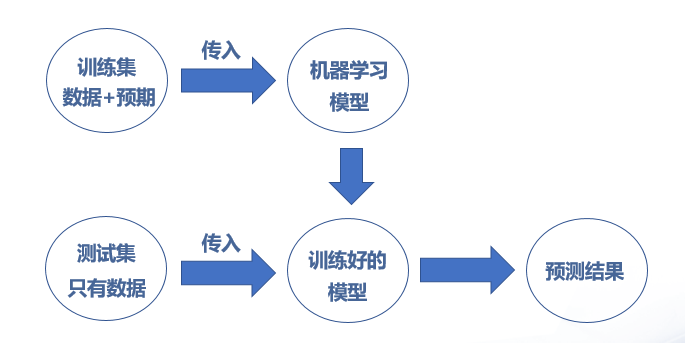 传入
训练集
数据+预期
机器学习
模型
传入
测试集
只有数据
训练好的
模型
预测结果